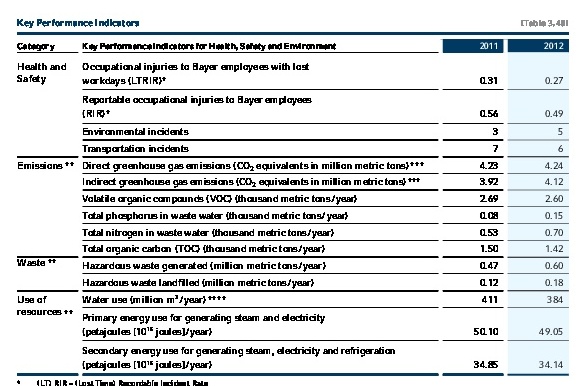 Key Performance Indicators [Table 3.48]
Category Key Performance Indicators for Health, Safety and Environment 2011 2012
Health and Occupational injuries to Bayer employees with lost
Safety workdays (LTRIR)* 0.31 0.27
Reportable occupational injuries to Bayer employees
(RIR)* 0.56 0.49
Environmental incidents 3 5
Transportation incidents 7 6
Emissions ** Direct greenhouse gas emissions (CO₂ equivalents in million metric tons)*** 4.23 4.24
Indirect greenhouse gas emissions (CO₂ equivalents in million metric tons)*** 3.92 4.12
Volatile organic compounds (VOC) (thousand metric tons/year) 2.69 2.60
Total phosphorus in waste water (thousand metric tons/year) 0.08 0.15
Total nitrogen in waste water (thousand metric tons/year) 0.53 0.70
Total organic carbon (TOC) (thousand metric tons/year) 1.50 1.42
Waste ** Hazardous waste generated (million metric tons/year) 0.47 0.60
Hazardous waste landfilled (million metric tons/year) 0.12 0.18
Use of Water use (million m³/year)**** 411 384
resources ** Primary energy use for generating steam and electricity
(petajoules [10¹⁵ joules]/year) 50.10 49.05
Secondary energy use for generating steam, electricity and refrigeration
(petajoules [10¹⁵ joules]/year) 34.85 34.14
* (LT) RIR = (Lost Time) Recordable Incident Rate